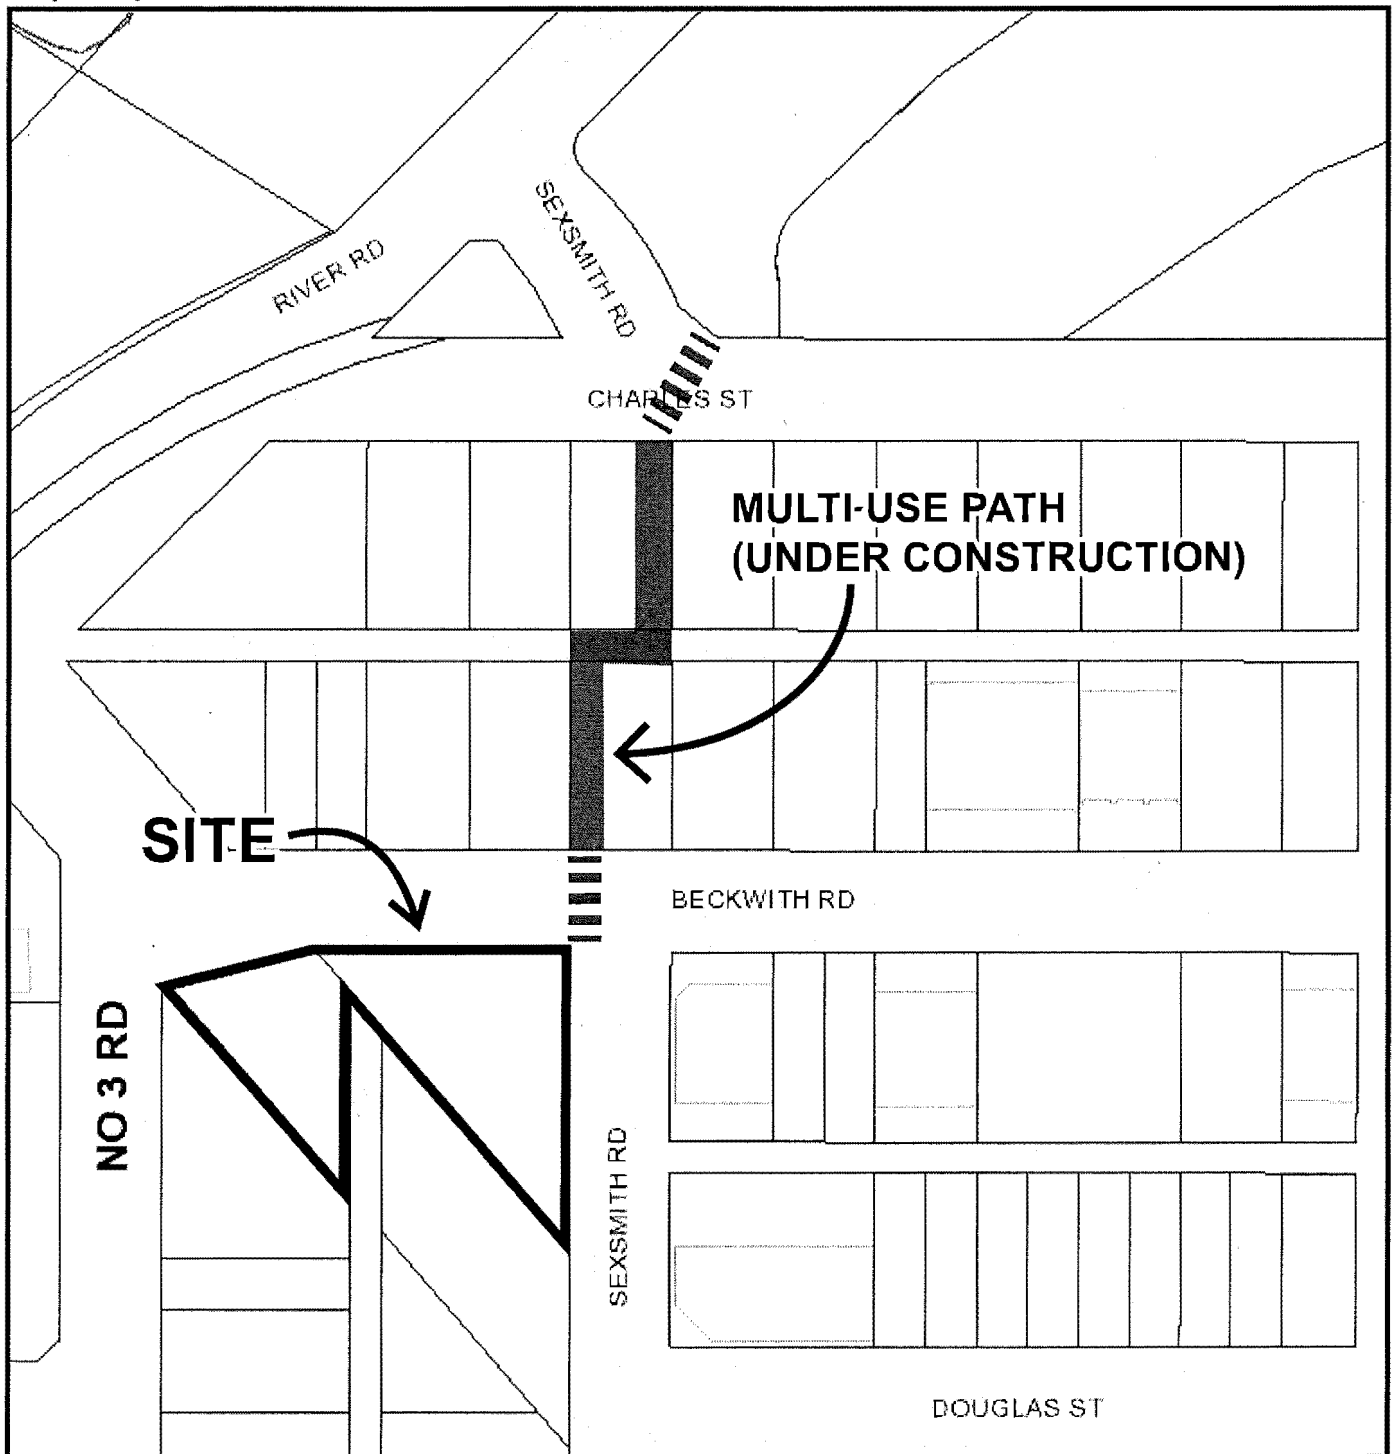 SEXSMITH RD
RIVER RD
CHARLES ST
MULTI-USE PATH
(UNDER CONSTRUCTION)
SITE
BECKWITH RD
NO 3 RD
SEXSMITH RD
DOUGLAS ST